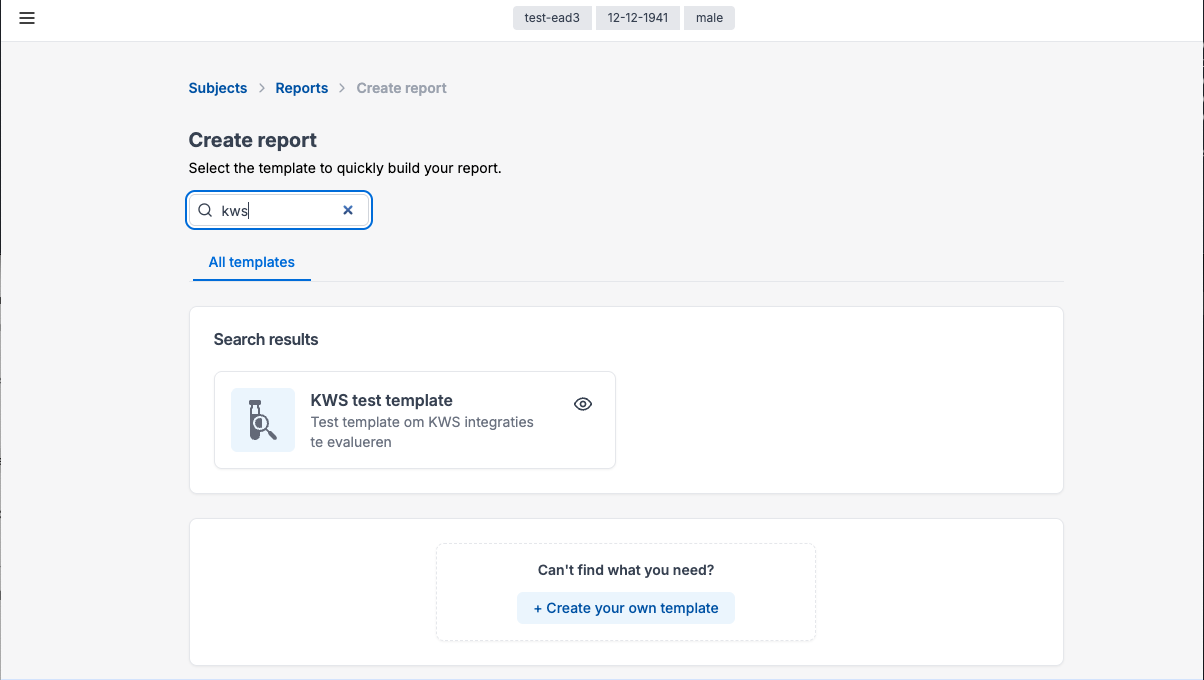 test-ead3 12-12-1941 male
Subjects Reports Create report
Create report
Select the template to quickly build your report.
kws
All templates
Search results
KWS test template
Test template om KWS integraties
te evalueren
Can't find what you need?
+ Create your own template